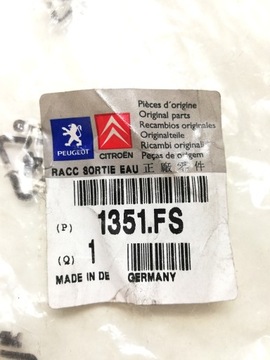 Pièces d'origine
Original parts
Recambios originales
Originalteile
Ricambi originali
Peças de origem
PEUGEOT
CITROËN
RACC SORTIE EAU 正廠零件
(P) 1351.FS
(Q) 1
MADE IN DE GERMANY